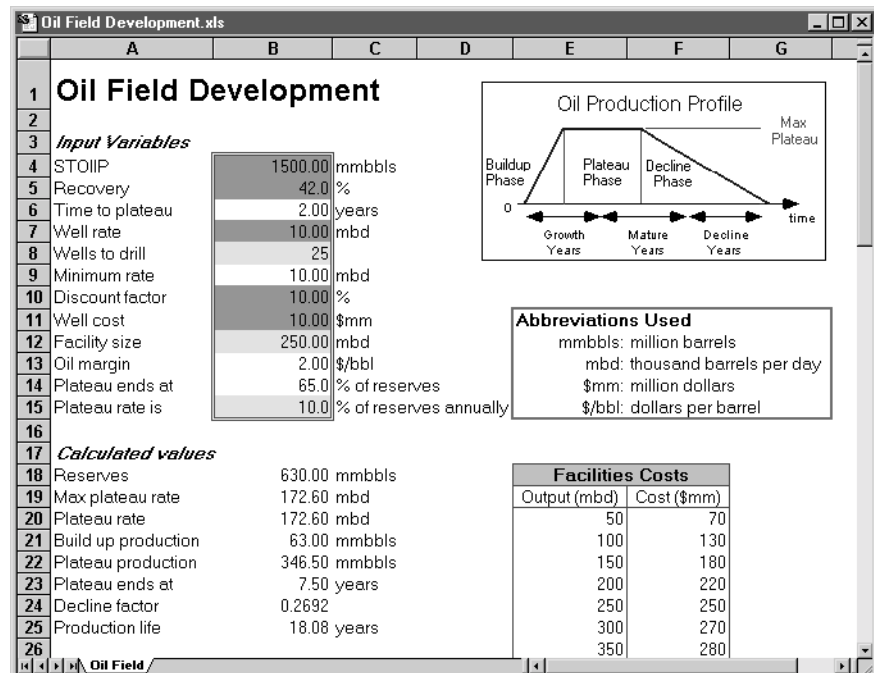 Oil Field Development.xls
A B C D E F G
1 Oil Field Development
2
3 Input Variables
4 STOIIP 1500.00 mmbbls
5 Recovery 42.0 %
6 Time to plateau 2.00 years
7 Well rate 10.00 mbd
8 Wells to drill 25
9 Minimum rate 10.00 mbd
10 Discount factor 10.00 %
11 Well cost 10.00 $mm
12 Facility size 250.00 mbd
13 Oil margin 2.00 $/bbl
14 Plateau ends at 65.0 % of reserves
15 Plateau rate is 10.0 % of reserves annually
16
17 Calculated values
18 Reserves 630.00 mmbbls
19 Max plateau rate 172.60 mbd
20 Plateau rate 172.60 mbd
21 Build up production 63.00 mmbbls
22 Plateau production 346.50 mmbbls
23 Plateau ends at 7.50 years
24 Decline factor 0.2692
25 Production life 18.08 years
26
Oil Production Profile
Max
Plateau
Buildup
Phase
Plateau
Phase
Decline
Phase
0
time
Growth
Years
Mature
Years
Decline
Years
Abbreviations Used
mmbbls: million barrels
mbd: thousand barrels per day
$mm: million dollars
$/bbl: dollars per barrel
Facilities Costs
Output (mbd) Cost ($mm)
50 70
100 130
150 180
200 220
250 250
300 270
350 280
Oil Field